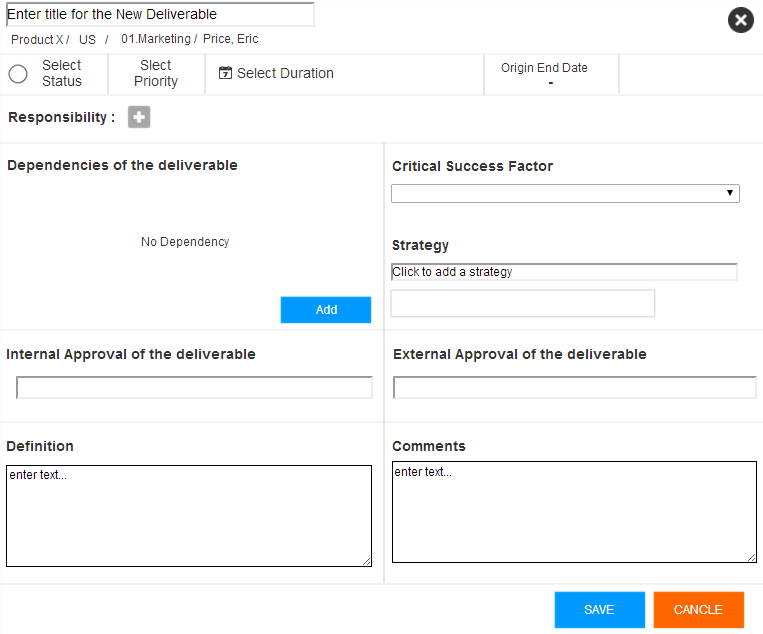 Enter title for the New Deliverable
Product X / US / 01.Marketing / Price, Eric
Select Status
Slect Priority
7 Select Duration
Origin End Date
-
Responsibility :
Dependencies of the deliverable
No Dependency
Add
Critical Success Factor
Strategy
Click to add a strategy
Internal Approval of the deliverable
External Approval of the deliverable
Definition
enter text...
Comments
enter text...
SAVE
CANCLE